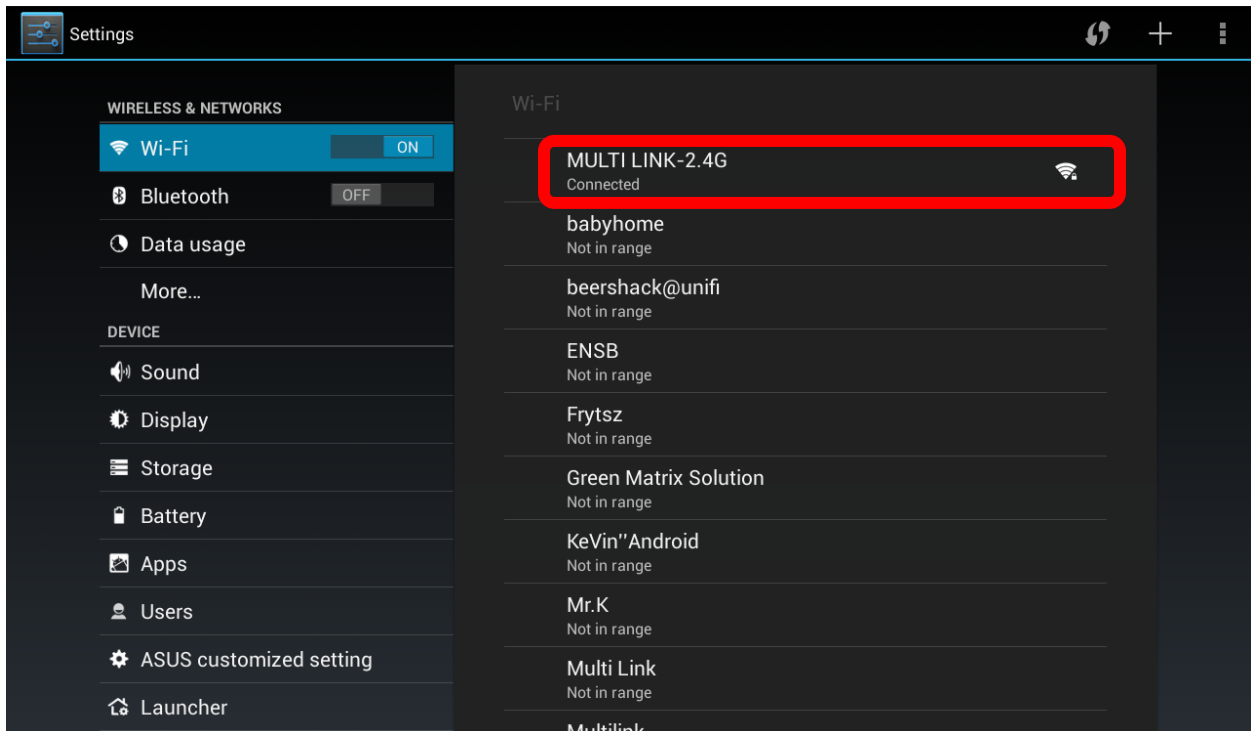 Settings
WIRELESS & NETWORKS
Wi-Fi ON
Bluetooth OFF
Data usage
More...
DEVICE
Sound
Display
Storage
Battery
Apps
Users
ASUS customized setting
Launcher
Wi-Fi
MULTI LINK-2.4G
Connected
babyhome
Not in range
beershack@unifi
Not in range
ENSB
Not in range
Frytsz
Not in range
Green Matrix Solution
Not in range
KeVin''Android
Not in range
Mr.K
Not in range
Multi Link
Not in range
Multilink